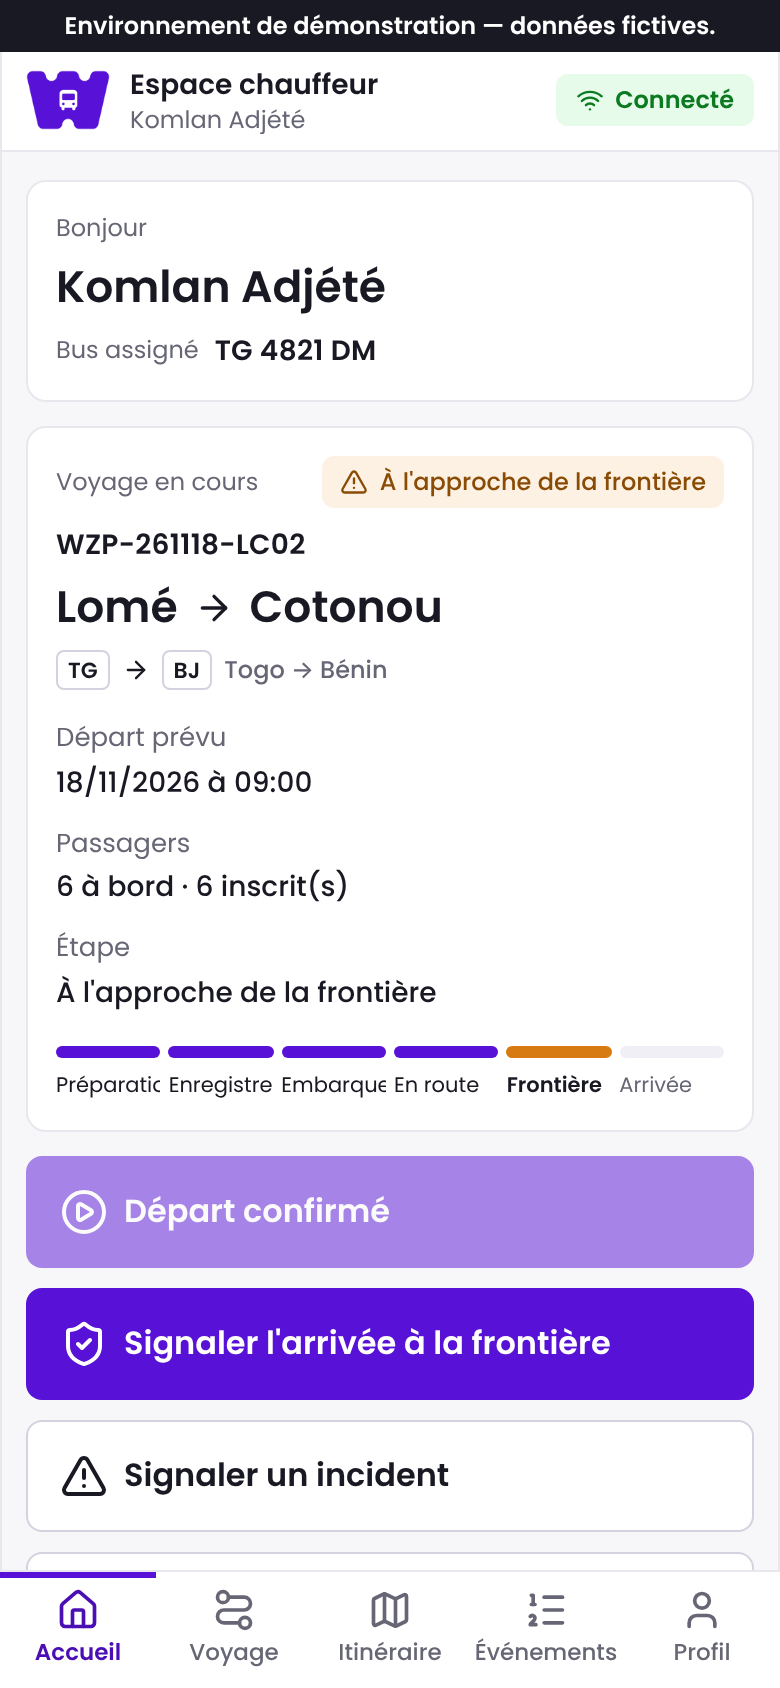 Environnement de démonstration — données fictives.
Espace chauffeur
Komlan Adjété
Connecté
Bonjour
Komlan Adjété
Bus assigné TG 4821 DM
Voyage en cours
À l'approche de la frontière
WZP-261118-LC02
Lomé → Cotonou
TG → BJ Togo → Bénin
Départ prévu
18/11/2026 à 09:00
Passagers
6 à bord · 6 inscrit(s)
Étape
À l'approche de la frontière
Préparatic Enregistre Embarque En route Frontière Arrivée
Départ confirmé
Signaler l'arrivée à la frontière
Signaler un incident
Accueil Voyage Itinéraire Événements Profil